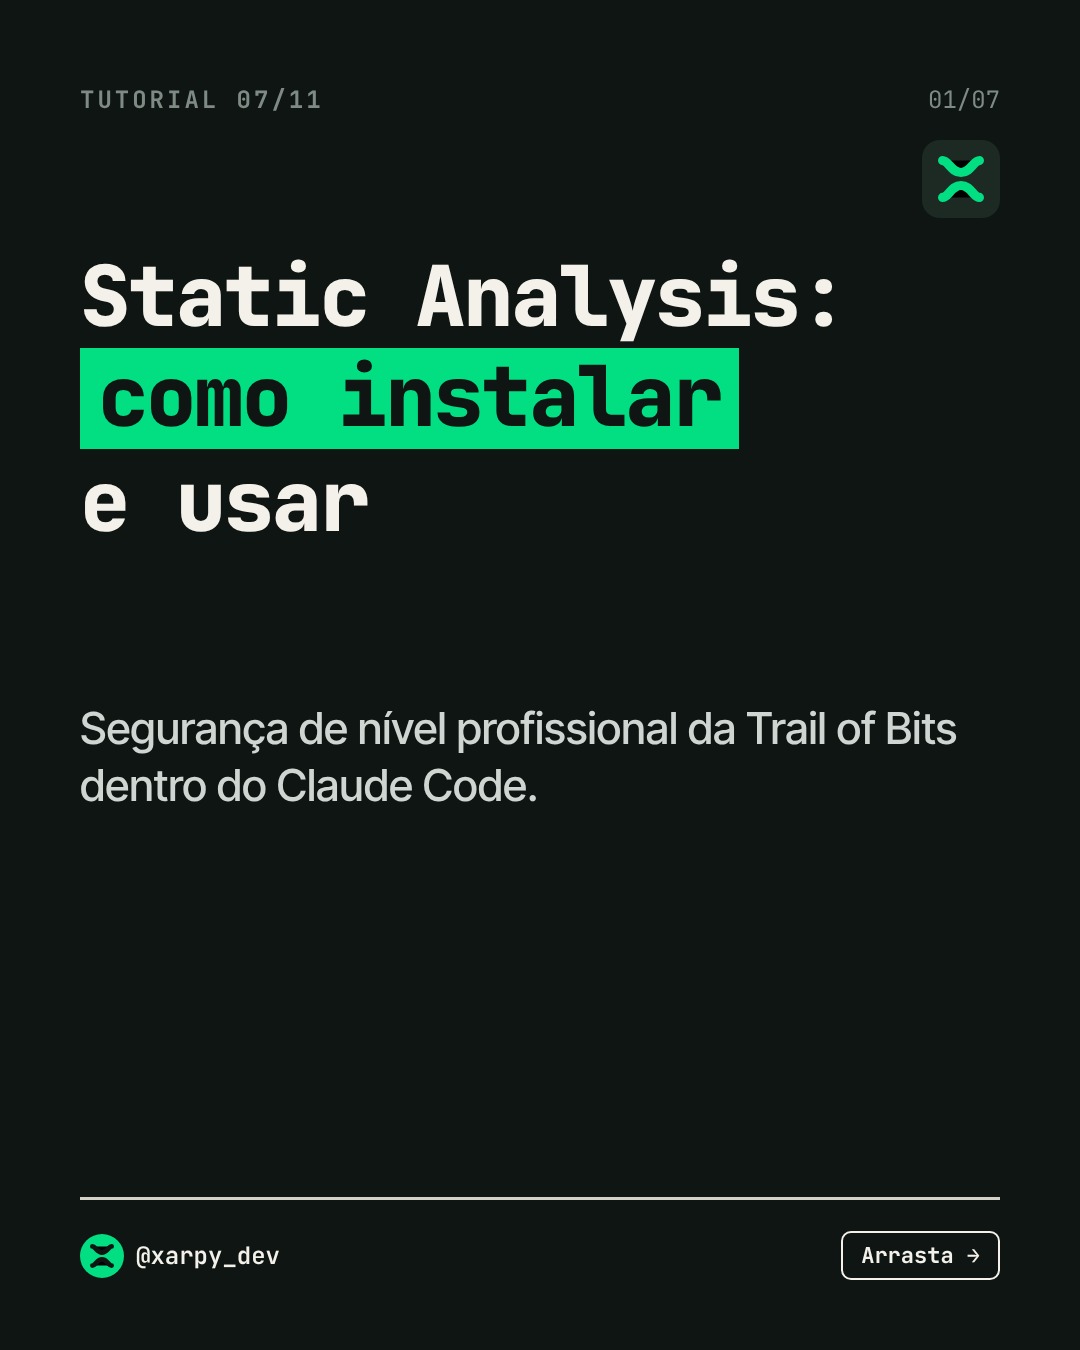 TUTORIAL 07/11
01/07
Static Analysis:
como instalar
e usar
Segurança de nível profissional da Trail of Bits
dentro do Claude Code.
@xarpy_dev
Arrasta →